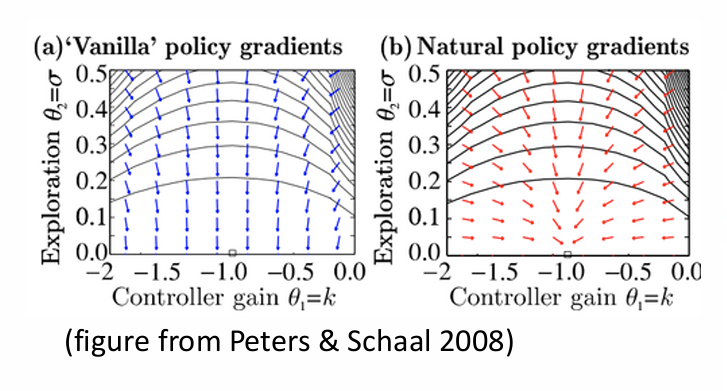 (a)‘Vanilla’ policy gradients
(b) Natural policy gradients
Exploration θ₂=σ
0.5
0.4
0.3
0.2
0.1
0.0
−2 −1.5 −1.0 −0.5 0.0
Controller gain θ₁=k
Exploration θ₂=σ
0.5
0.4
0.3
0.2
0.1
0.0
−2 −1.5 −1.0 −0.5 0.0
Controller gain θ₁=k
(figure from Peters & Schaal 2008)